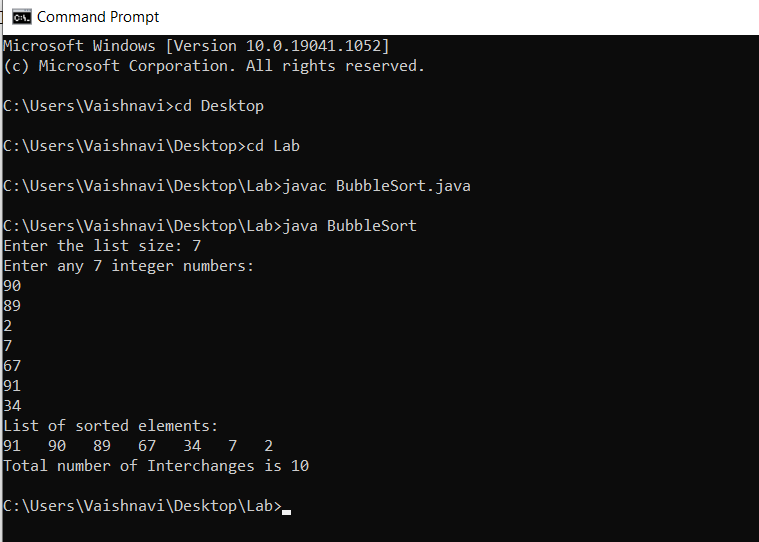 Command Prompt
Microsoft Windows [Version 10.0.19041.1052]
(c) Microsoft Corporation. All rights reserved.
C:\Users\Vaishnavi>cd Desktop
C:\Users\Vaishnavi\Desktop>cd Lab
C:\Users\Vaishnavi\Desktop\Lab>javac BubbleSort.java
C:\Users\Vaishnavi\Desktop\Lab>java BubbleSort
Enter the list size: 7
Enter any 7 integer numbers:
90
89
2
7
67
91
34
List of sorted elements:
91   90   89   67   34   7   2
Total number of Interchanges is 10
C:\Users\Vaishnavi\Desktop\Lab>